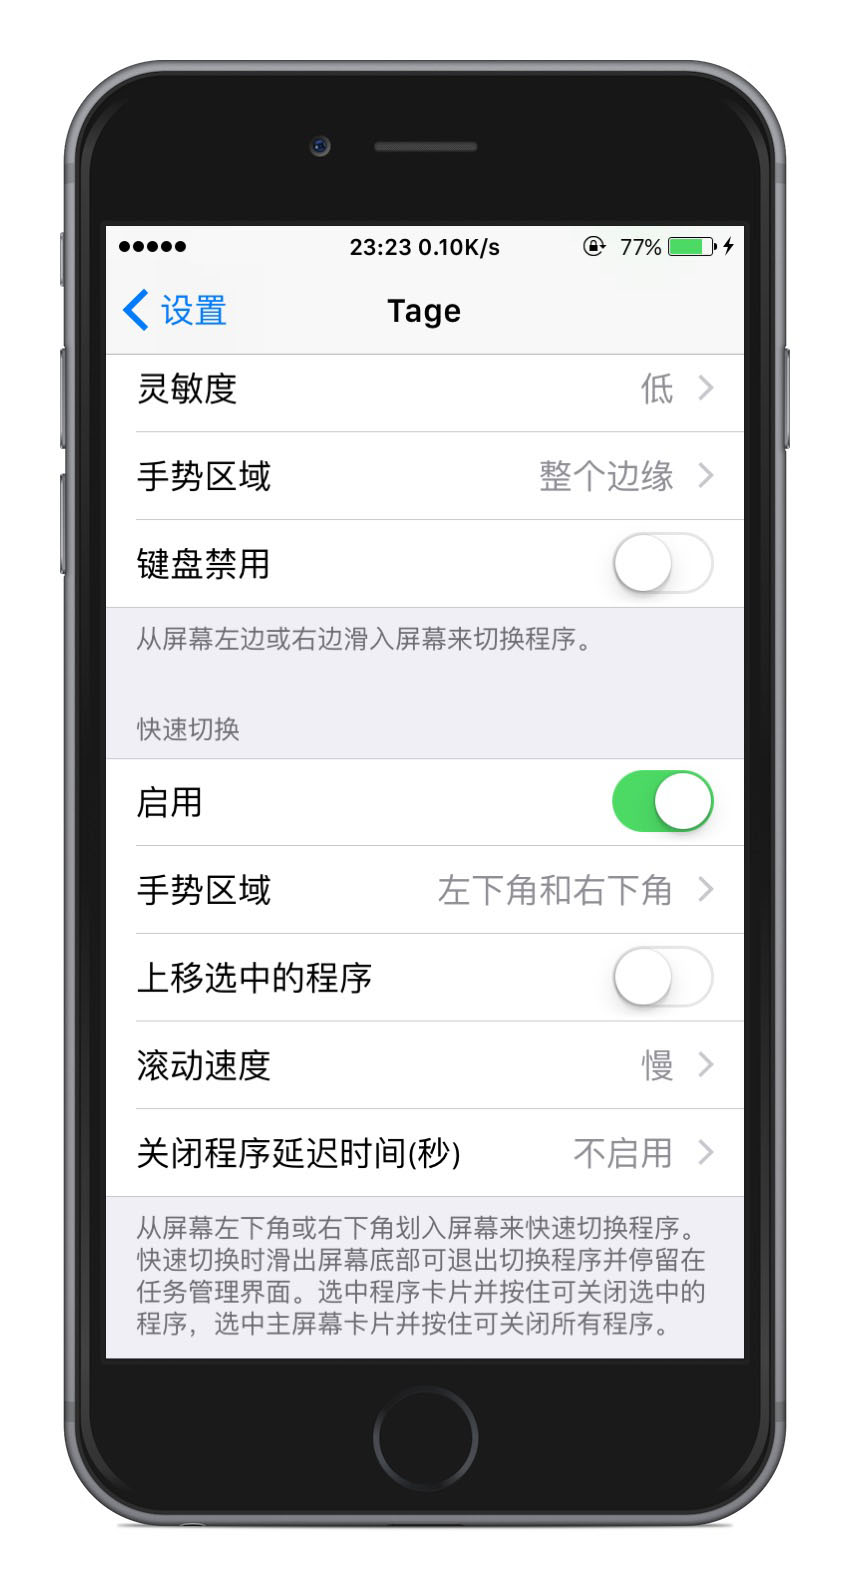 23:23 0.10K/s 77%
设置 Tage
灵敏度 低
手势区域 整个边缘
键盘禁用
从屏幕左边或右边滑入屏幕来切换程序。
快速切换
启用
手势区域 左下角和右下角
上移选中的程序
滚动速度 慢
关闭程序延迟时间(秒) 不启用
从屏幕左下角或右下角划入屏幕来快速切换程序。
快速切换时滑出屏幕底部可退出切换程序并停留在
任务管理界面。选中程序卡片并按住可关闭选中的
程序，选中主屏幕卡片并按住可关闭所有程序。